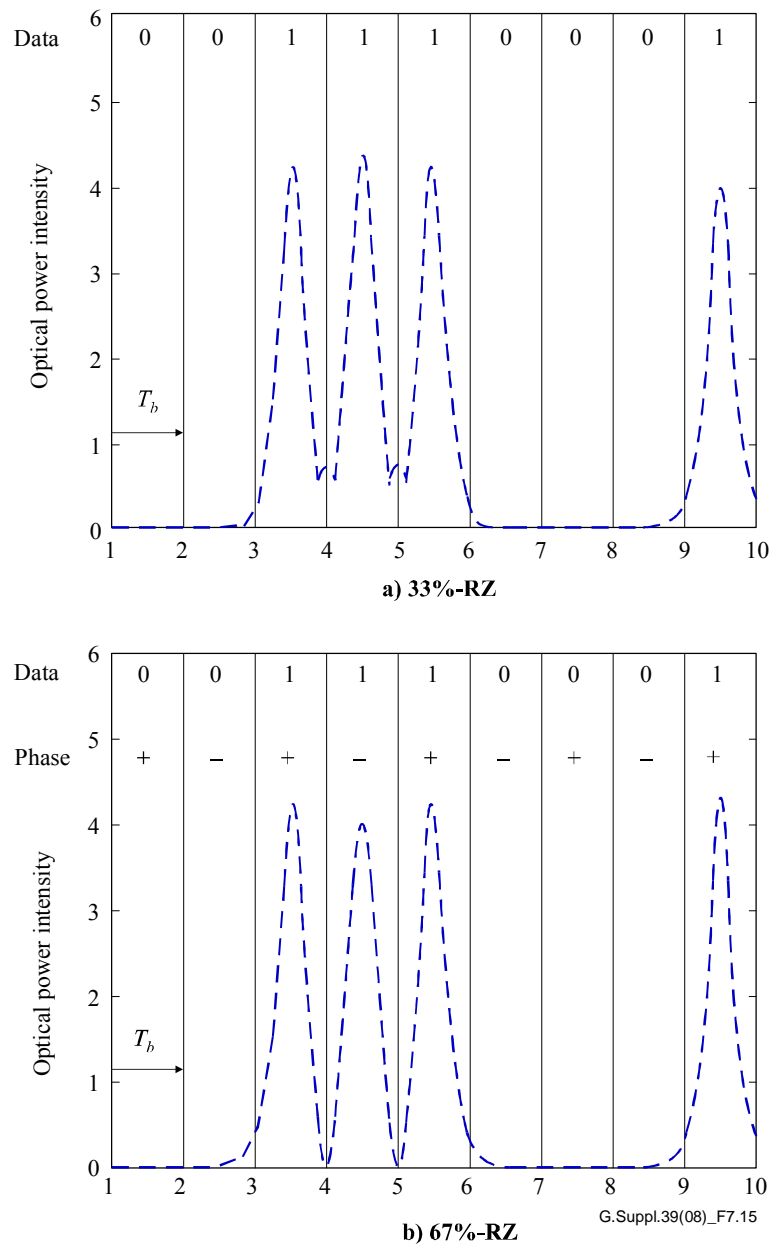 6
Data 0 0 1 1 1 0 0 0 1
5
4
Optical power intensity
3
2
T_b
1
0
1 2 3 4 5 6 7 8 9 10
a) 33%-RZ
6
Data 0 0 1 1 1 0 0 0 1
5
Phase + – + – + – + – +
4
Optical power intensity
3
2
T_b
1
0
1 2 3 4 5 6 7 8 9 10
G.Suppl.39(08)_F7.15
b) 67%-RZ